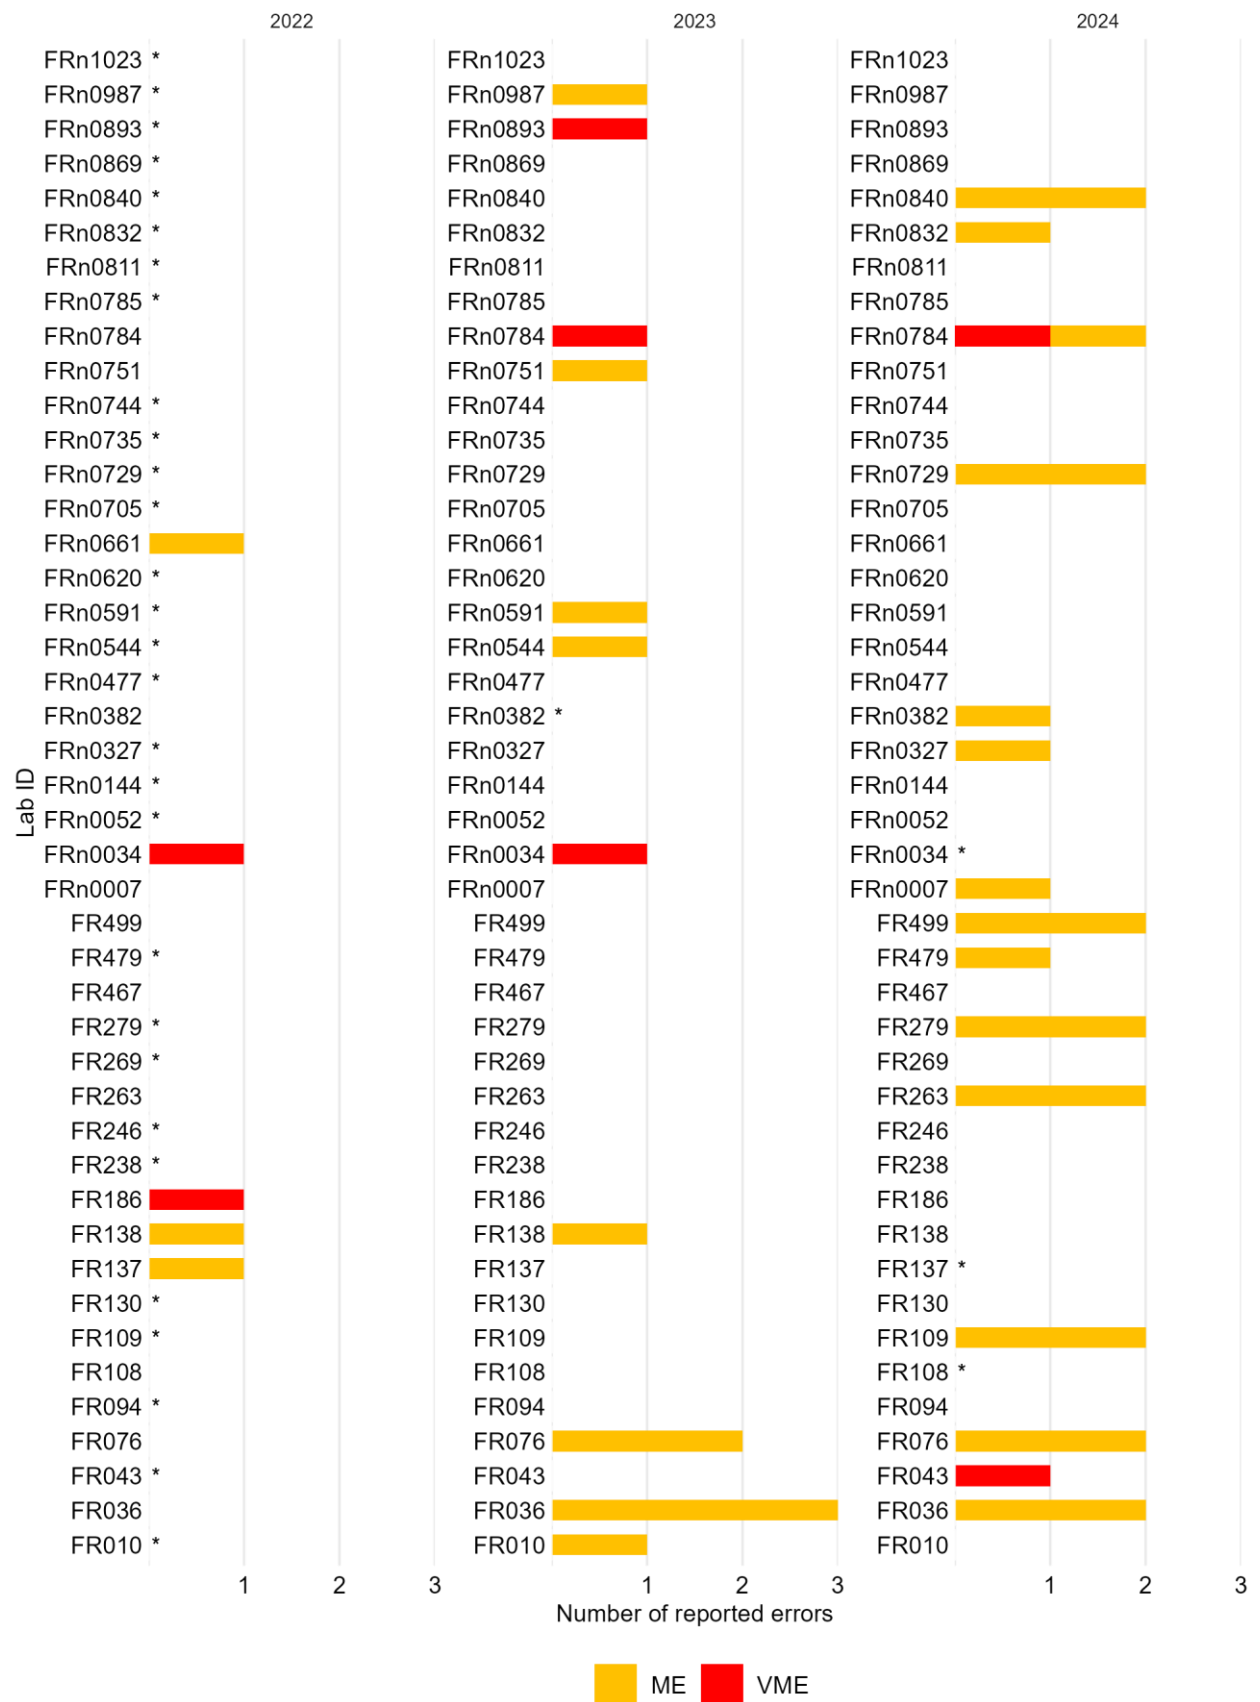 2022 2023 2024
FRn1023 * FRn1023 FRn1023
FRn0987 * FRn0987 FRn0987
FRn0893 * FRn0893 FRn0893
FRn0869 * FRn0869 FRn0869
FRn0840 * FRn0840 FRn0840
FRn0832 * FRn0832 FRn0832
FRn0811 * FRn0811 FRn0811
FRn0785 * FRn0785 FRn0785
FRn0784 FRn0784 FRn0784
FRn0751 FRn0751 FRn0751
FRn0744 * FRn0744 FRn0744
FRn0735 * FRn0735 FRn0735
FRn0729 * FRn0729 FRn0729
FRn0705 * FRn0705 FRn0705
FRn0661 FRn0661 FRn0661
FRn0620 * FRn0620 FRn0620
FRn0591 * FRn0591 FRn0591
FRn0544 * FRn0544 FRn0544
FRn0477 * FRn0477 FRn0477
FRn0382 FRn0382 * FRn0382
FRn0327 * FRn0327 FRn0327
FRn0144 * FRn0144 FRn0144
Lab ID
FRn0052 * FRn0052 FRn0052
FRn0034 FRn0034 FRn0034 *
FRn0007 FRn0007 FRn0007
FR499 FR499 FR499
FR479 * FR479 FR479
FR467 FR467 FR467
FR279 * FR279 FR279
FR269 * FR269 FR269
FR263 FR263 FR263
FR246 * FR246 FR246
FR238 * FR238 FR238
FR186 FR186 FR186
FR138 FR138 FR138
FR137 FR137 FR137 *
FR130 * FR130 FR130
FR109 * FR109 FR109
FR108 FR108 FR108 *
FR094 * FR094 FR094
FR076 FR076 FR076
FR043 * FR043 FR043
FR036 FR036 FR036
FR010 * FR010 FR010
1 2 3 1 2 3 1 2 3
Number of reported errors
ME VME